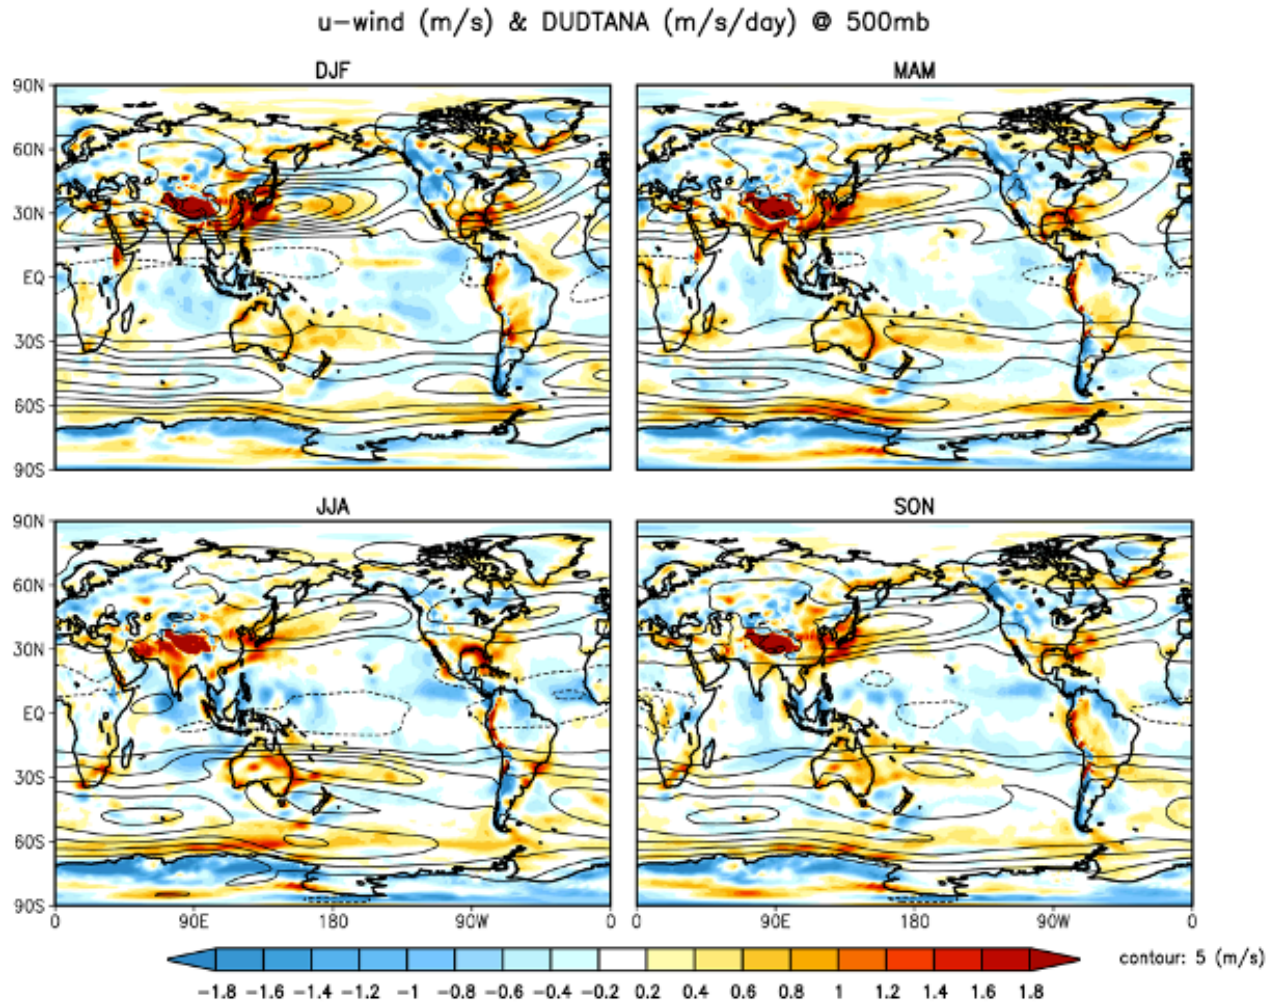 u-wind (m/s) & DUDTANA (m/s/day) @ 500mb
DJF
MAM
90N
60N
30N
EQ
30S
60S
90S
JJA
SON
90N
60N
30N
EQ
30S
60S
90S
0 90E 180 90W 0
0 90E 180 90W 0
-1.8 -1.6 -1.4 -1.2 -1 -0.8 -0.6 -0.4 -0.2 0.2 0.4 0.6 0.8 1 1.2 1.4 1.6 1.8
contour: 5 (m/s)